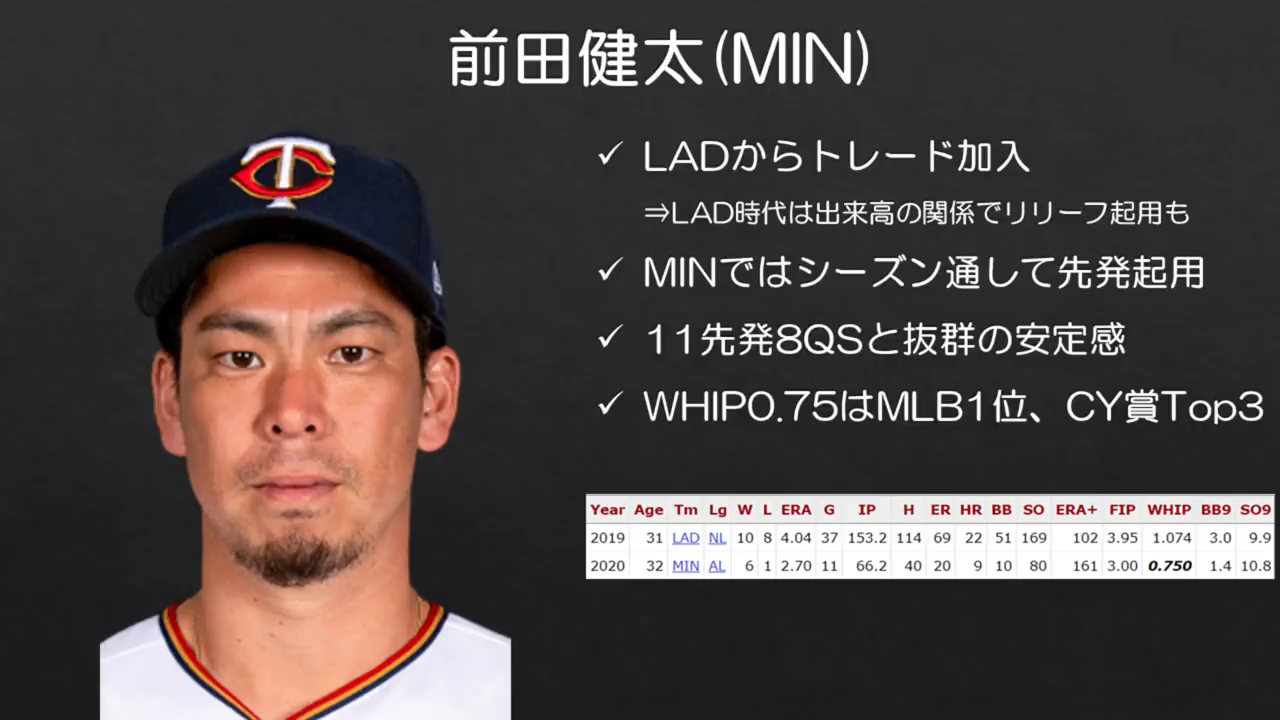 前田健太(MIN)
✓ LADからトレード加入
⇒LAD時代は出来高の関係でリリーフ起用も
✓ MINではシーズン通して先発起用
✓ 11先発8QSと抜群の安定感
✓ WHIP0.75はMLB1位、CY賞Top3
Year Age Tm Lg W L ERA G IP H ER HR BB SO ERA+ FIP WHIP BB9 SO9
2019 31 LAD NL 10 8 4.04 37 153.2 114 69 22 51 169 102 3.95 1.074 3.0 9.9
2020 32 MIN AL 6 1 2.70 11 66.2 40 20 9 10 80 161 3.00 0.750 1.4 10.8
TC